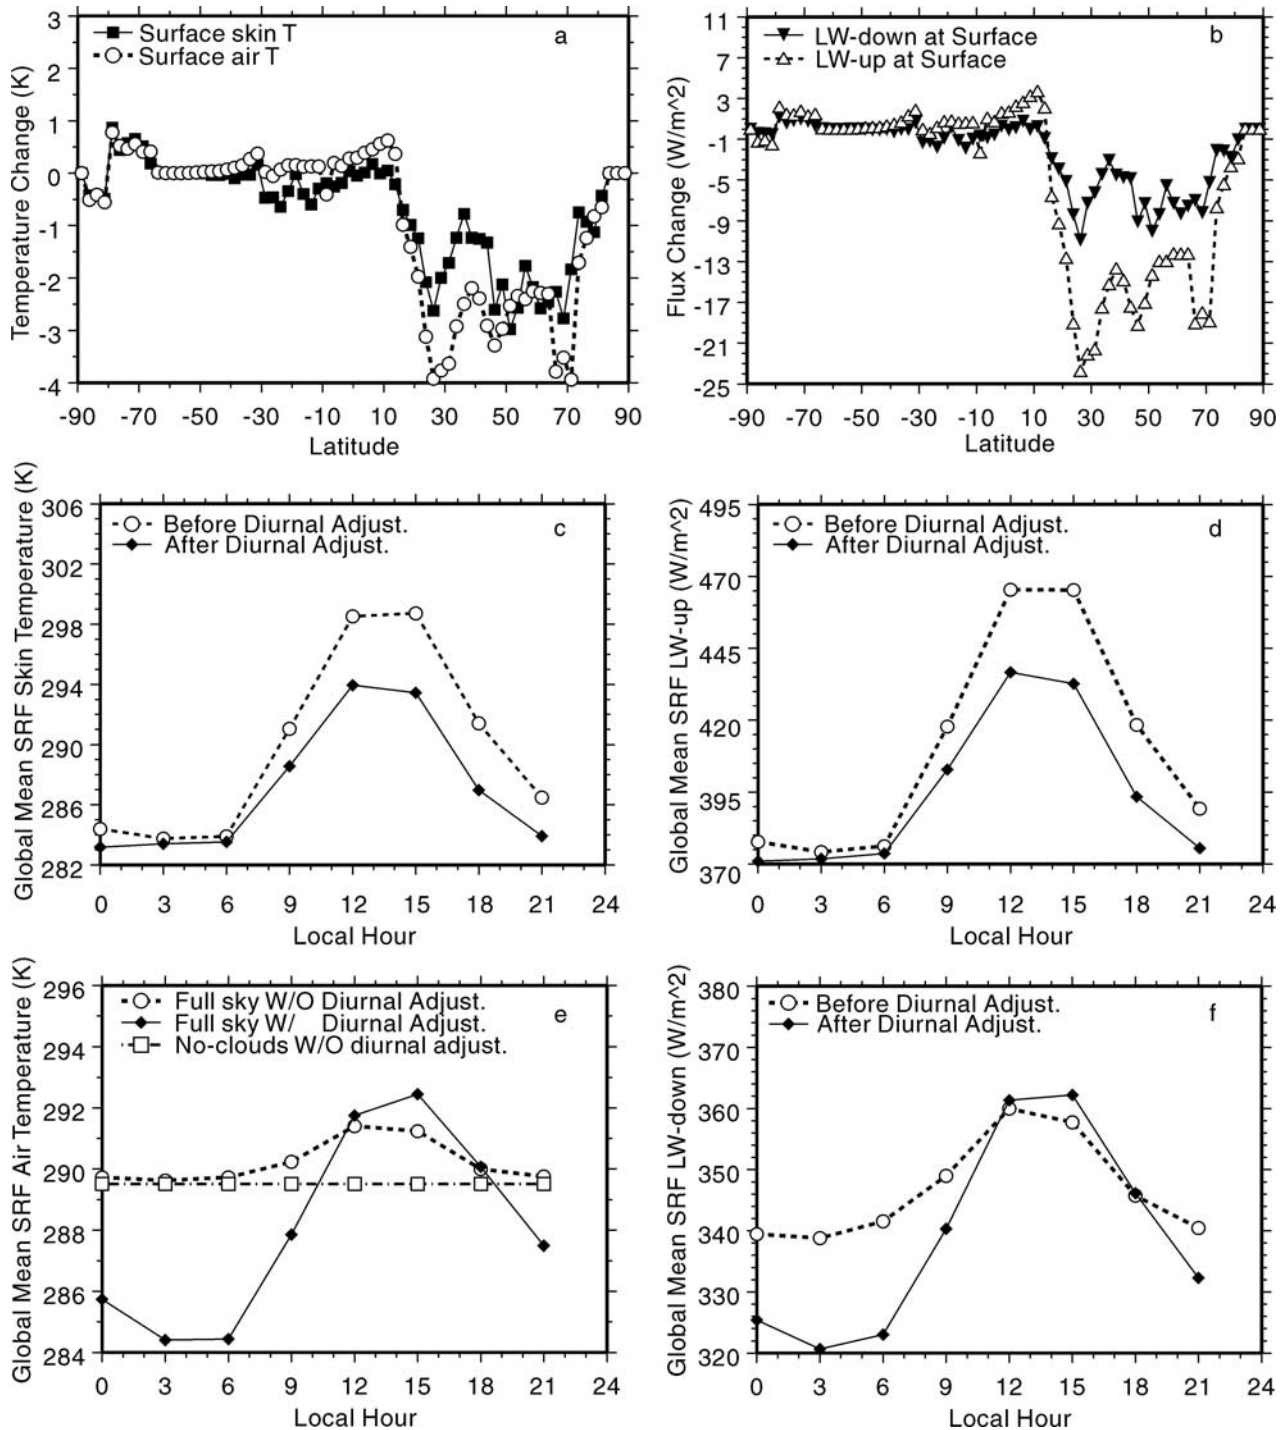 a
Surface skin T
Surface air T
Temperature Change (K)
3
2
1
0
-1
-2
-3
-4
-90 -70 -50 -30 -10 10 30 50 70 90
Latitude
b
LW-down at Surface
LW-up at Surface
Flux Change (W/m^2)
11
7
3
-1
-5
-9
-13
-17
-21
-25
-90 -70 -50 -30 -10 10 30 50 70 90
Latitude
c
Before Diurnal Adjust.
After Diurnal Adjust.
Global Mean SRF Skin Temperature (K)
306
302
298
294
290
286
282
0 3 6 9 12 15 18 21 24
Local Hour
d
Before Diurnal Adjust.
After Diurnal Adjust.
Global Mean SRF LW-up (W/m^2)
495
470
445
420
395
370
0 3 6 9 12 15 18 21 24
Local Hour
e
Full sky W/O Diurnal Adjust.
Full sky W/ Diurnal Adjust.
No-clouds W/O diurnal adjust.
Global Mean SRF Air Temperature (K)
296
294
292
290
288
286
284
0 3 6 9 12 15 18 21 24
Local Hour
f
Before Diurnal Adjust.
After Diurnal Adjust.
Global Mean SRF LW-down (W/m^2)
380
370
360
350
340
330
320
0 3 6 9 12 15 18 21 24
Local Hour